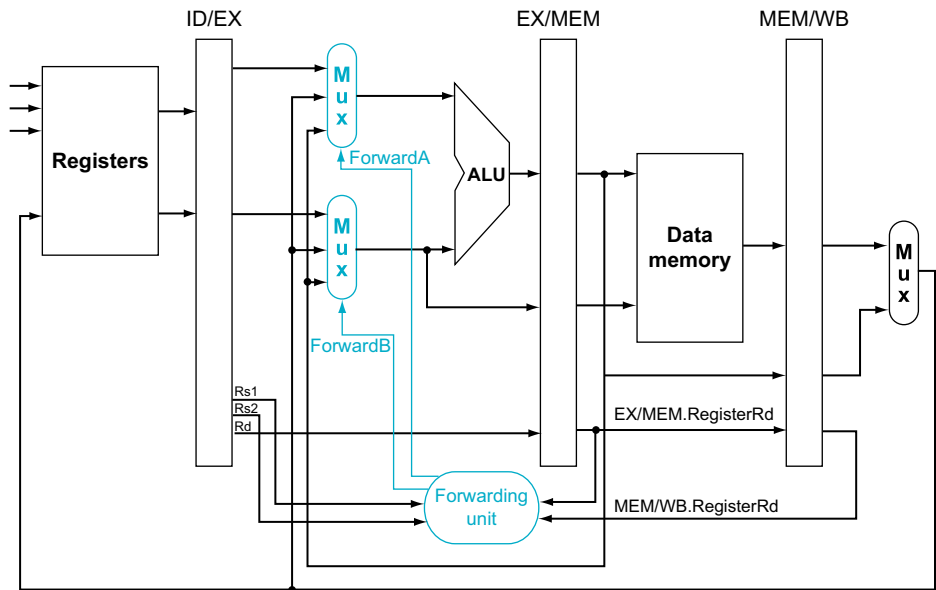 ID/EX
EX/MEM
MEM/WB
Registers
M
u
x
ForwardA
ALU
M
u
x
ForwardB
Data
memory
M
u
x
Rs1
Rs2
Rd
EX/MEM.RegisterRd
Forwarding
unit
MEM/WB.RegisterRd